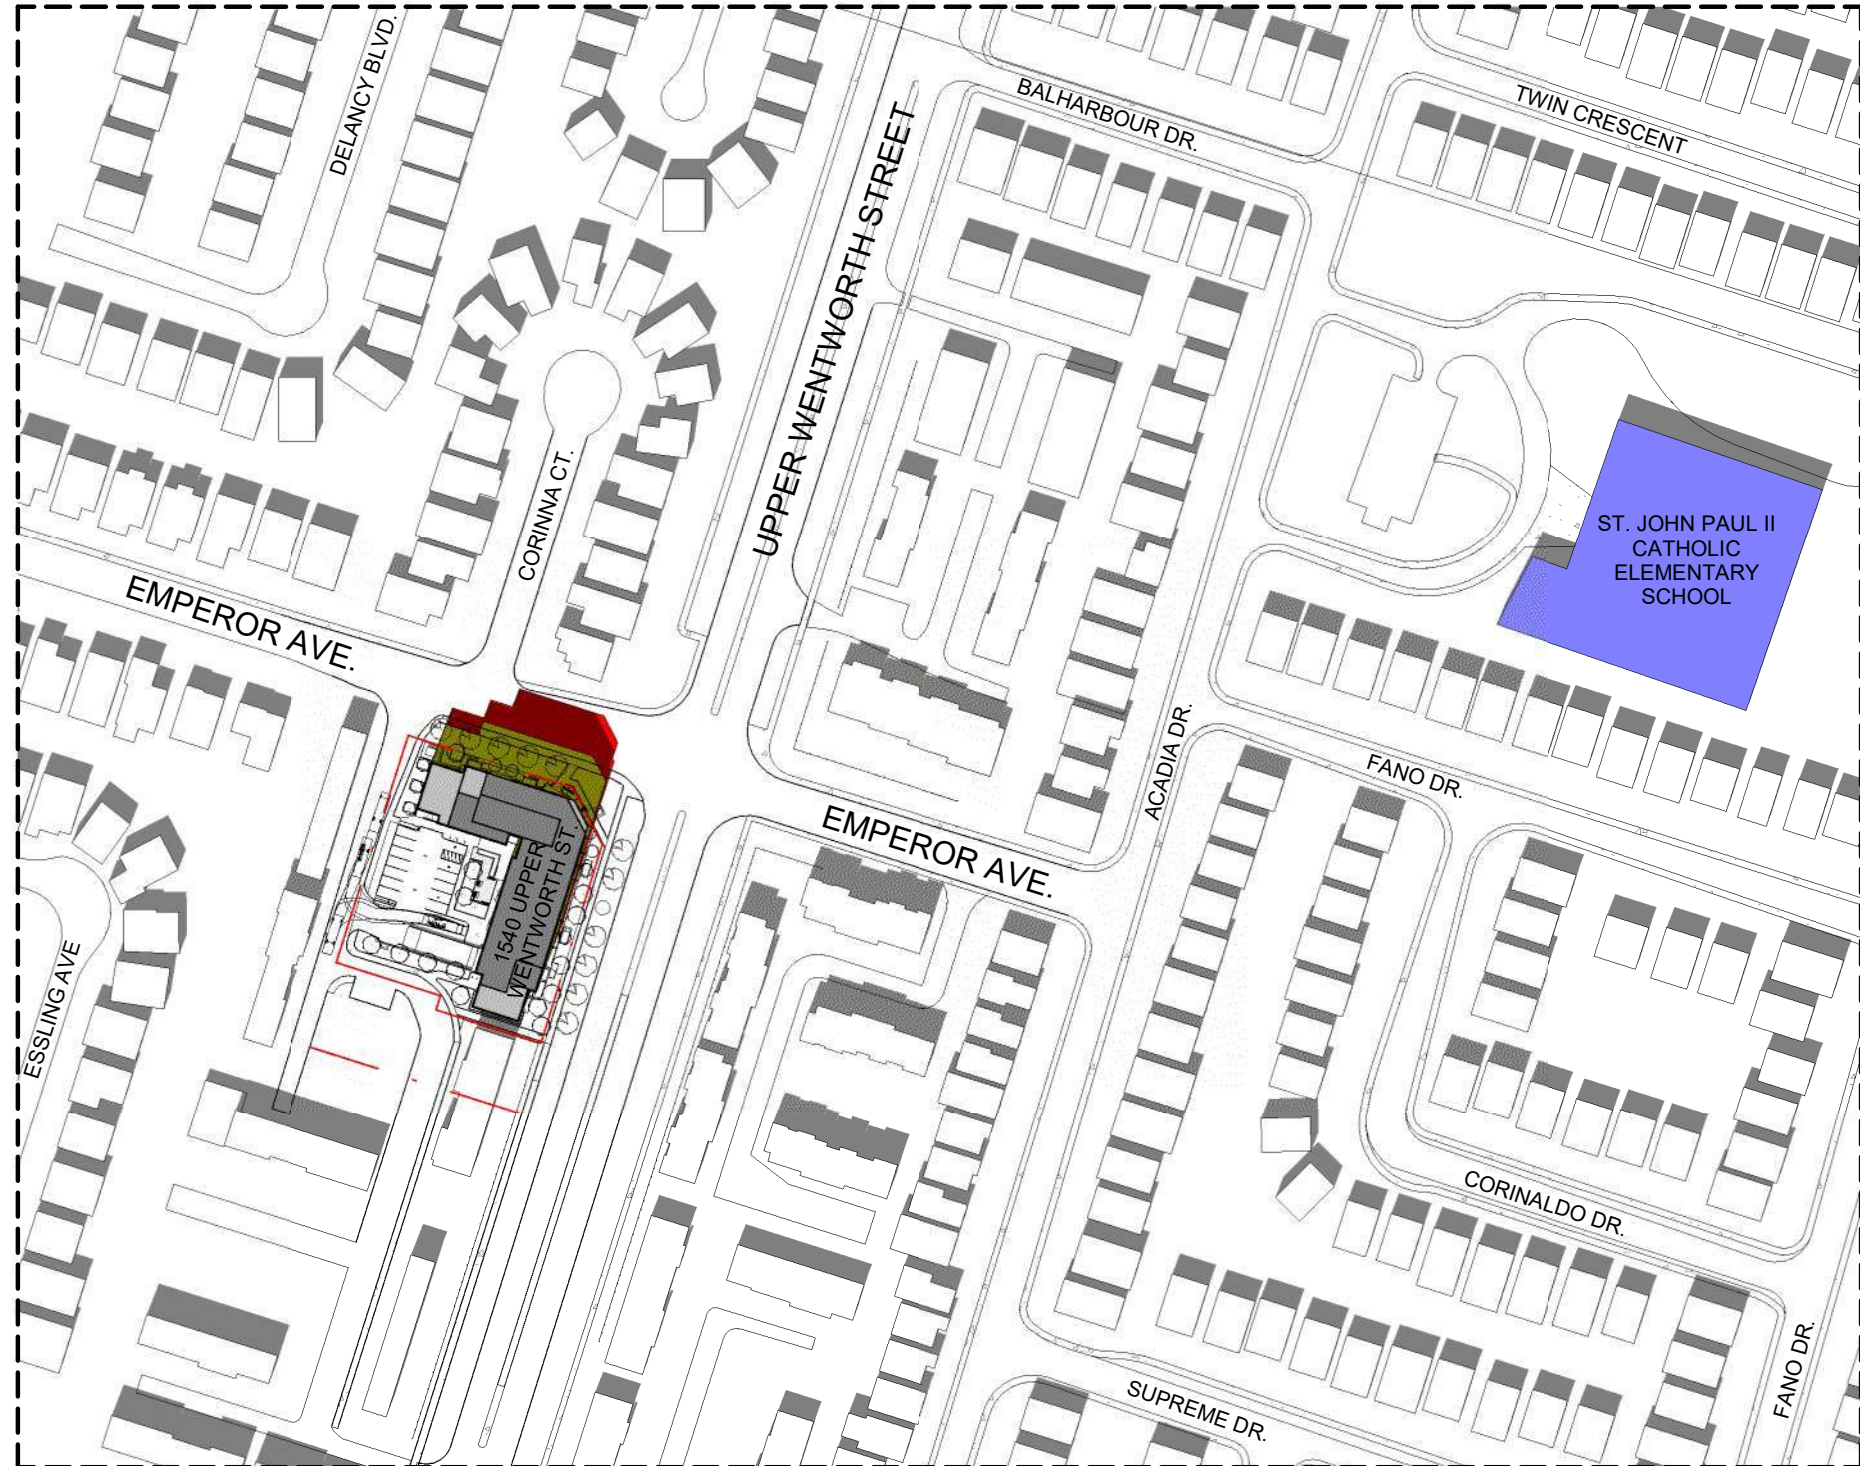 DELANCY BLVD.
BALHARBOUR DR.
TWIN CRESCENT
UPPER WENTWORTH STREET
CORINNA CT.
ST. JOHN PAUL II
CATHOLIC
ELEMENTARY
SCHOOL
EMPEROR AVE.
ACADIA DR.
FANO DR.
EMPEROR AVE.
1540 UPPER
WENTWORTH ST.
ESSLING AVE
CORINALDO DR.
SUPREME DR.
FANO DR.